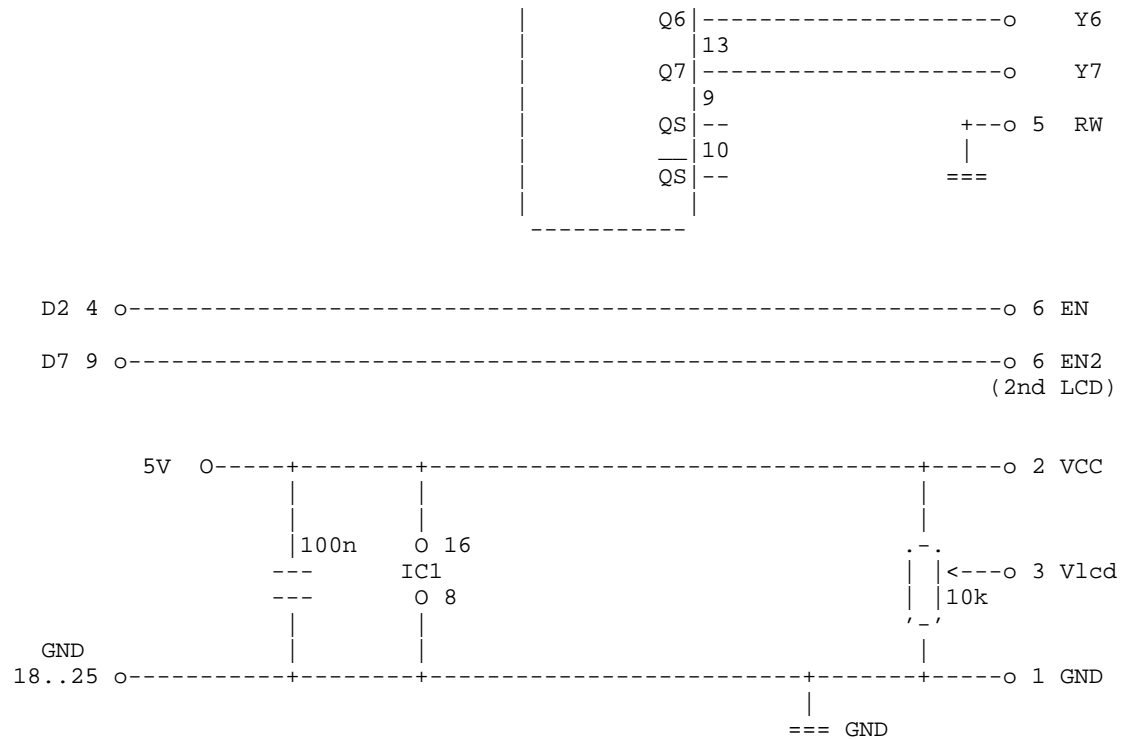 Q6 Y6
13
Q7 Y7
9
QS 5 RW
10
QS
D2 4 6 EN
D7 9 6 EN2
(2nd LCD)
5V 2 VCC
100n 16
IC1 3 Vlcd
8 10k
GND
18..25 1 GND
GND